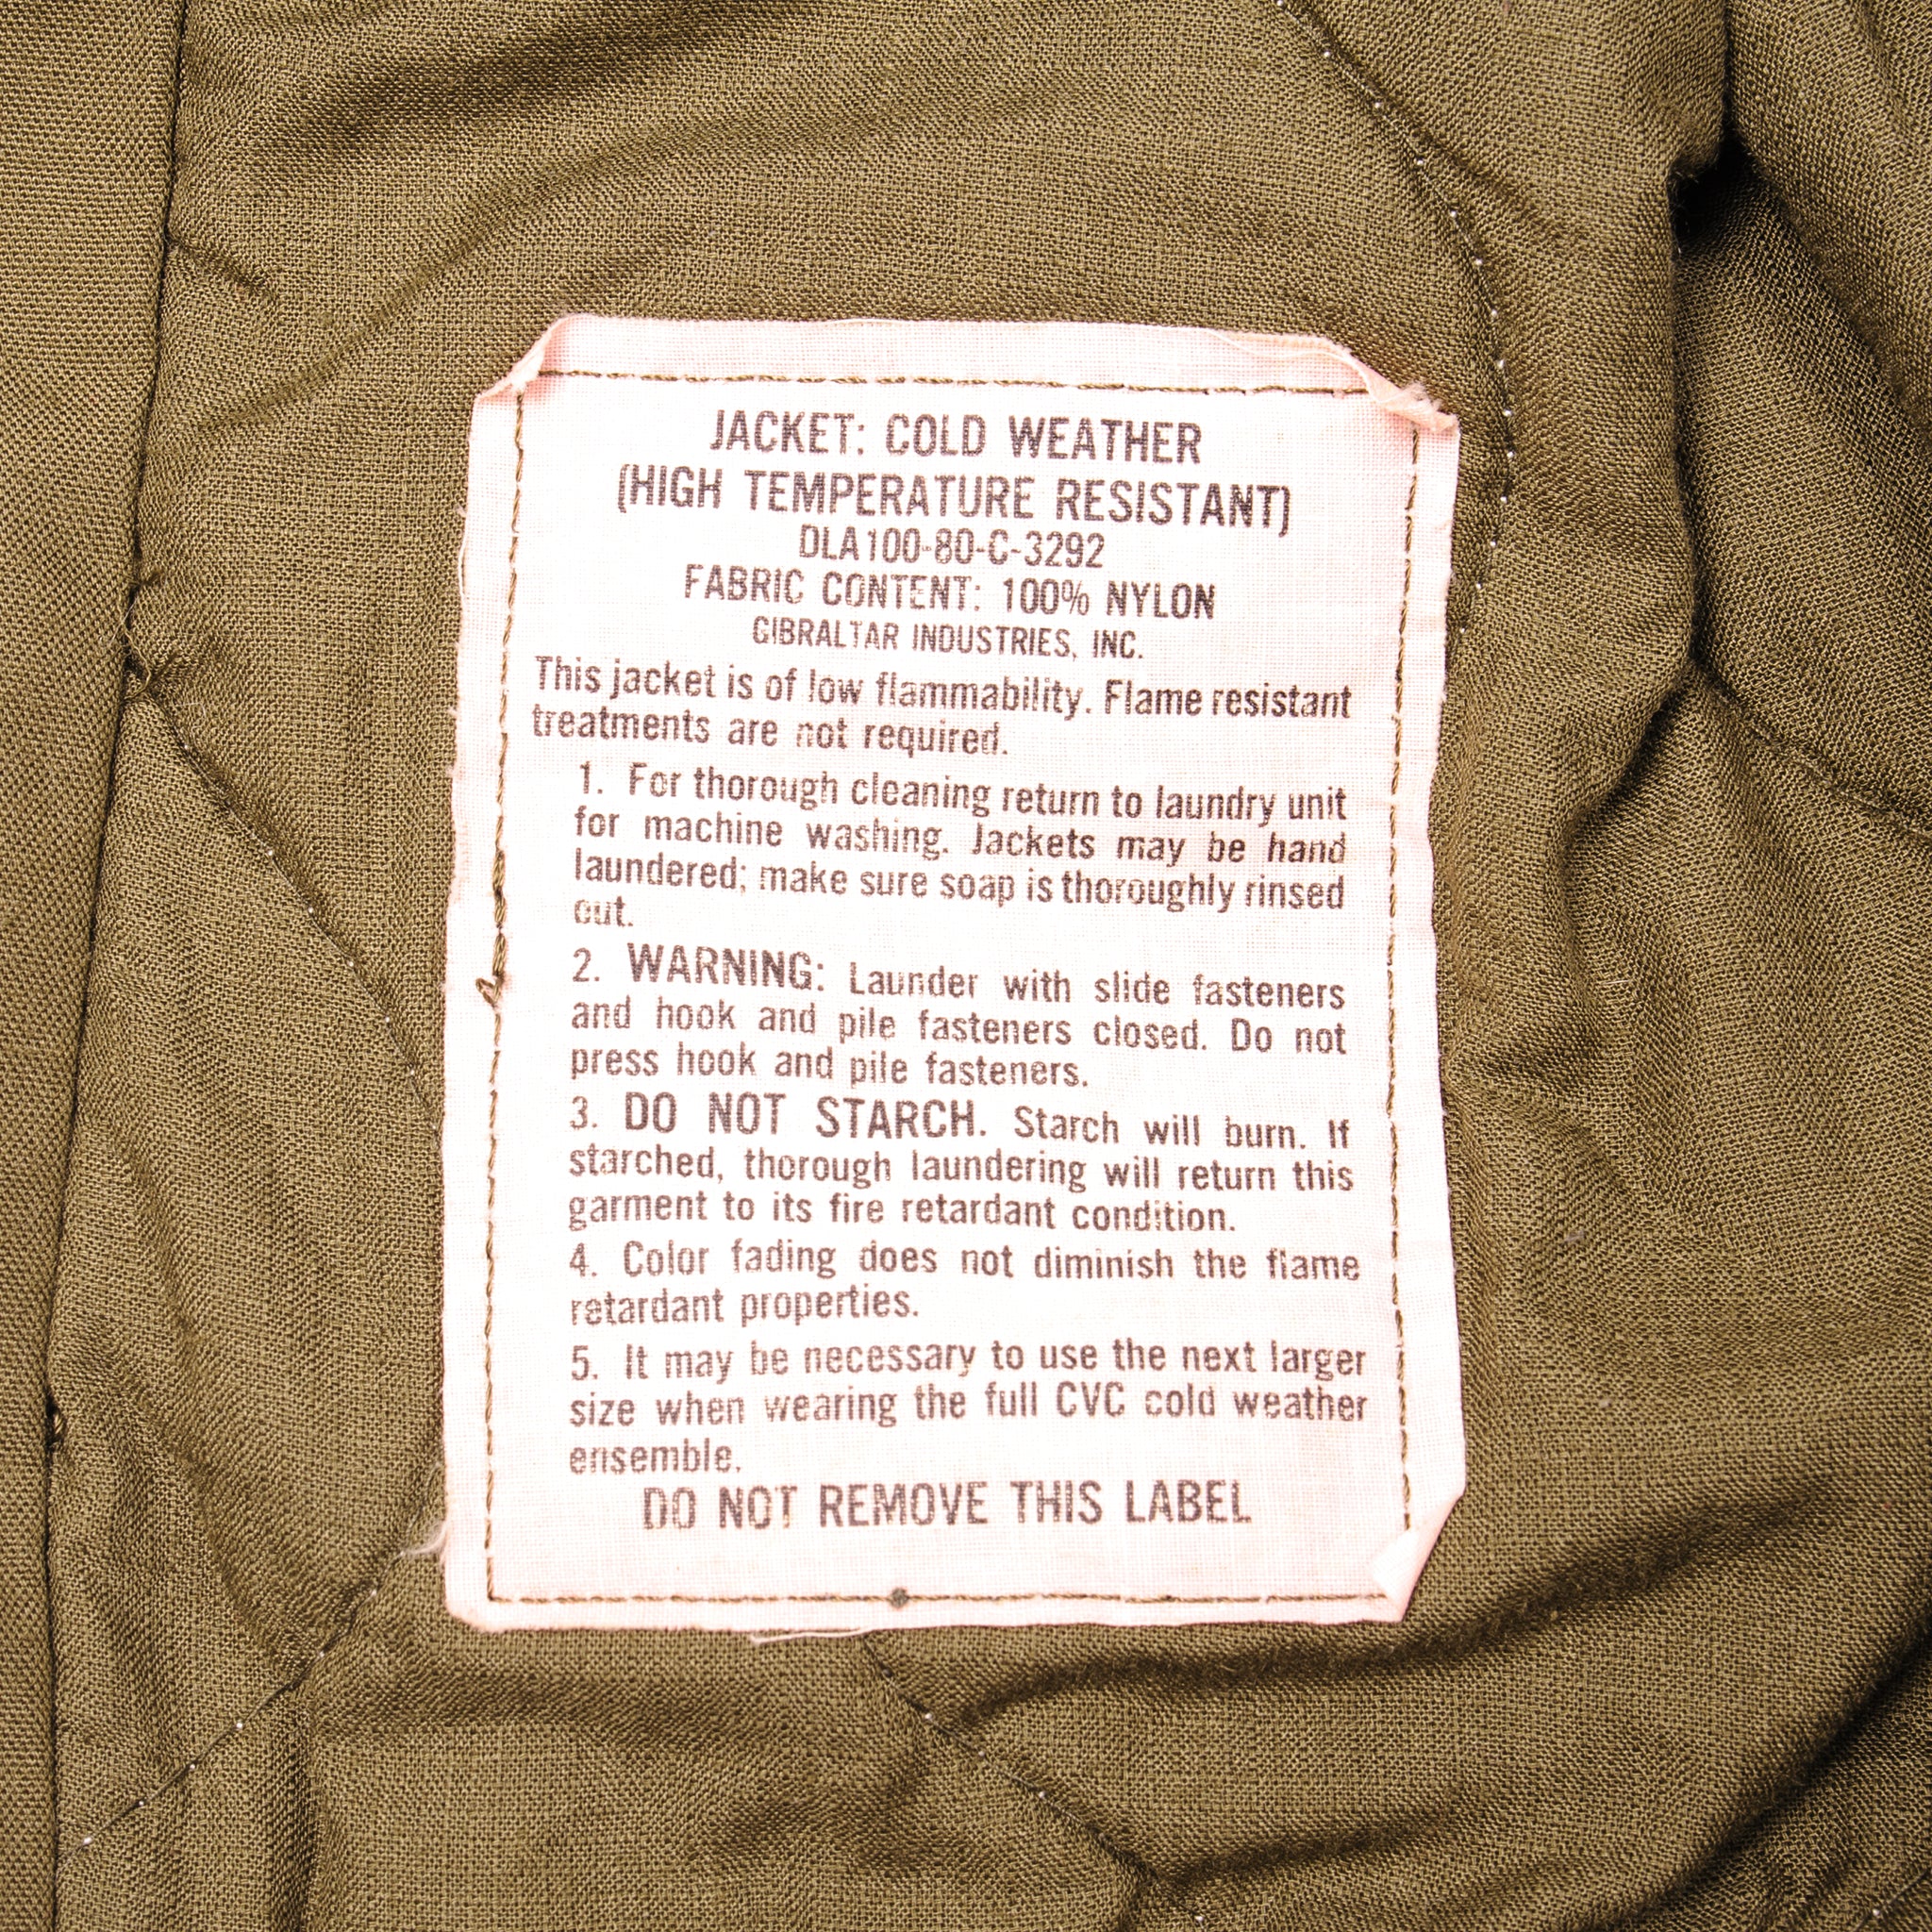 JACKET: COLD WEATHER
(HIGH TEMPERATURE RESISTANT)
DLA100-80-C-3292
FABRIC CONTENT: 100% NYLON
GIBRALTAR INDUSTRIES, INC.
This jacket is of low flammability. Flame resistant
treatments are not required.
1. For thorough cleaning return to laundry unit
for machine washing. Jackets may be hand
laundered; make sure soap is thoroughly rinsed
out.
2. WARNING: Launder with slide fasteners
and hook and pile fasteners closed. Do not
press hook and pile fasteners.
3. DO NOT STARCH. Starch will burn. If
starched, thorough laundering will return this
garment to its fire retardant condition.
4. Color fading does not diminish the flame
retardant properties.
5. It may be necessary to use the next larger
size when wearing the full CVC cold weather
ensemble.
DO NOT REMOVE THIS LABEL